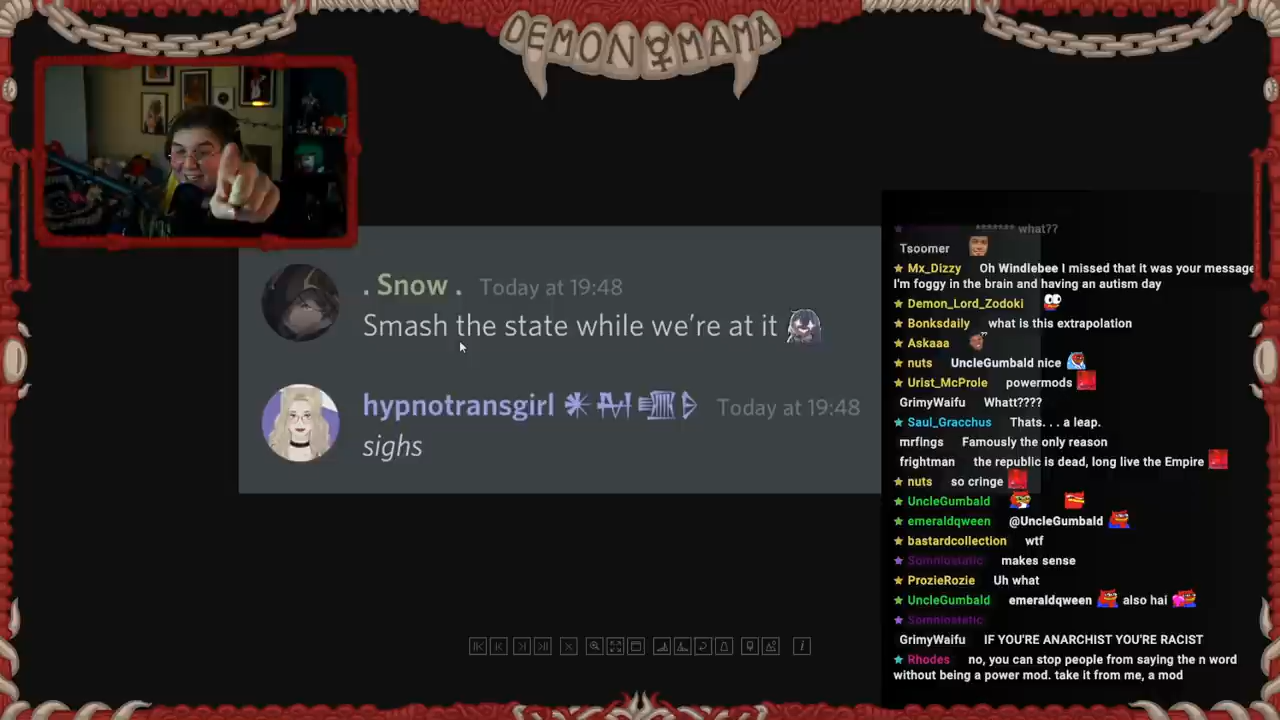 DEMON MAMA
. Snow . Today at 19:48
Smash the state while we're at it
hypnotransgirl Today at 19:48
sighs
******* what??
Tsoomer
Mx_Dizzy Oh Windlebee I missed that it was your message
I'm foggy in the brain and having an autism day
Demon_Lord_Zodoki
Bonksdaily what is this extrapolation
Askaaa
nuts UncleGumbald nice
Urist_McProle powermods
GrimyWaifu Whatt????
Saul_Gracchus Thats. . . a leap.
mrfings Famously the only reason
frightman the republic is dead, long live the Empire
nuts so cringe
UncleGumbald
emeraldqween @UncleGumbald
bastardcollection wtf
Somniostatic makes sense
ProzieRozie Uh what
UncleGumbald emeraldqween also hai
Somniostatic
GrimyWaifu IF YOU'RE ANARCHIST YOU'RE RACIST
Rhodes no, you can stop people from saying the n word
without being a power mod. take it from me, a mod